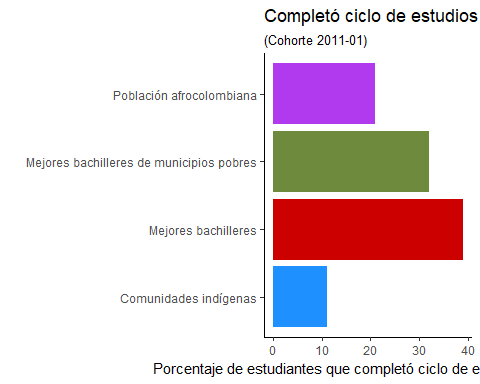 Completó ciclo de estudios
(Cohorte 2011-01)
Población afrocolombiana
Mejores bachilleres de municipios pobres
Mejores bachilleres
Comunidades indígenas
0 10 20 30 40
Porcentaje de estudiantes que completó ciclo de e